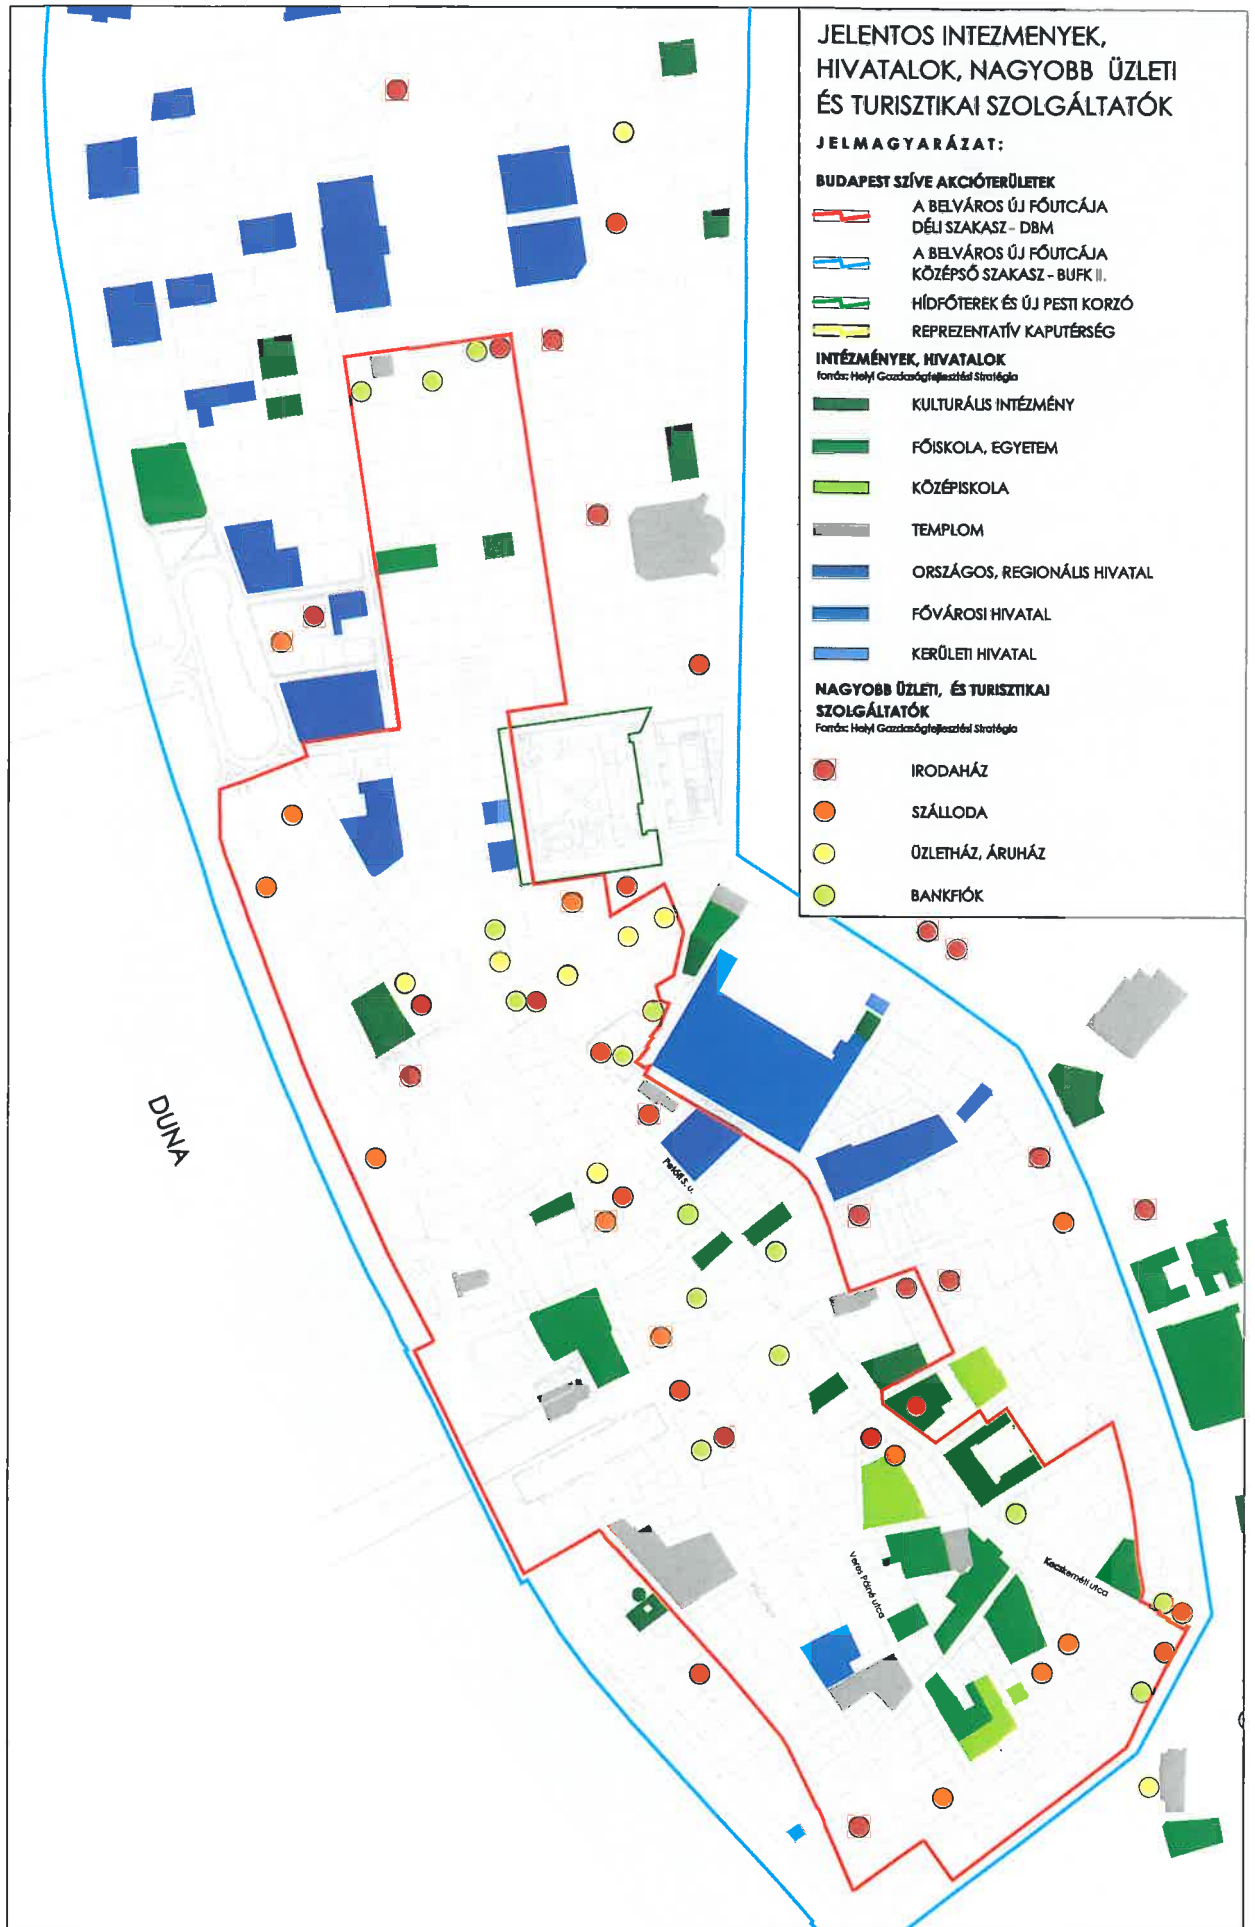 JELENTOS INTEZMENYEK,
HIVATALOK, NAGYOBB ÜZLETI
ÉS TURISZTIKAI SZOLGÁLTATÓK
JELMAGYARÁZAT:
BUDAPEST SZÍVE AKCIÓTERÜLETEK
A BELVÁROS ÚJ FŐUTCÁJA
DÉLI SZAKASZ - DBM
A BELVÁROS ÚJ FŐUTCÁJA
KÖZÉPSŐ SZAKASZ - BUFK II.
HÍDFŐTEREK ÉS ÚJ PESTI KORZÓ
REPREZENTATÍV KAPUTÉRSÉG
INTÉZMÉNYEK, HIVATALOK
forrás: Helyi Gazdaságfejlesztési Stratégia
KULTURÁLIS INTÉZMÉNY
FŐISKOLA, EGYETEM
KÖZÉPISKOLA
TEMPLOM
ORSZÁGOS, REGIONÁLIS HIVATAL
FŐVÁROSI HIVATAL
KERÜLETI HIVATAL
NAGYOBB ÜZLETI, ÉS TURISZTIKAI
SZOLGÁLTATÓK
Forrás: Helyi Gazdaságfejlesztési Stratégia
IRODAHÁZ
SZÁLLODA
ÜZLETHÁZ, ÁRUHÁZ
BANKFIÓK
DUNA
Petőfi S. u.
Veres Pálné utca
Kecskeméti utca